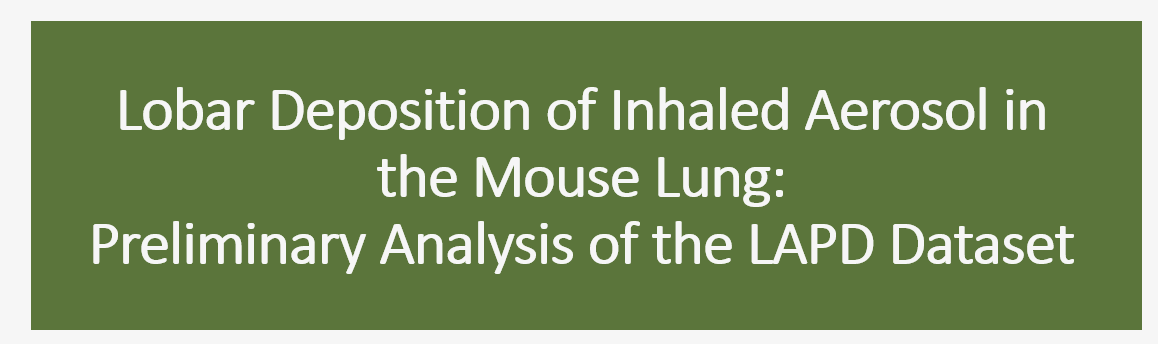 Lobar Deposition of Inhaled Aerosol in
the Mouse Lung:
Preliminary Analysis of the LAPD Dataset